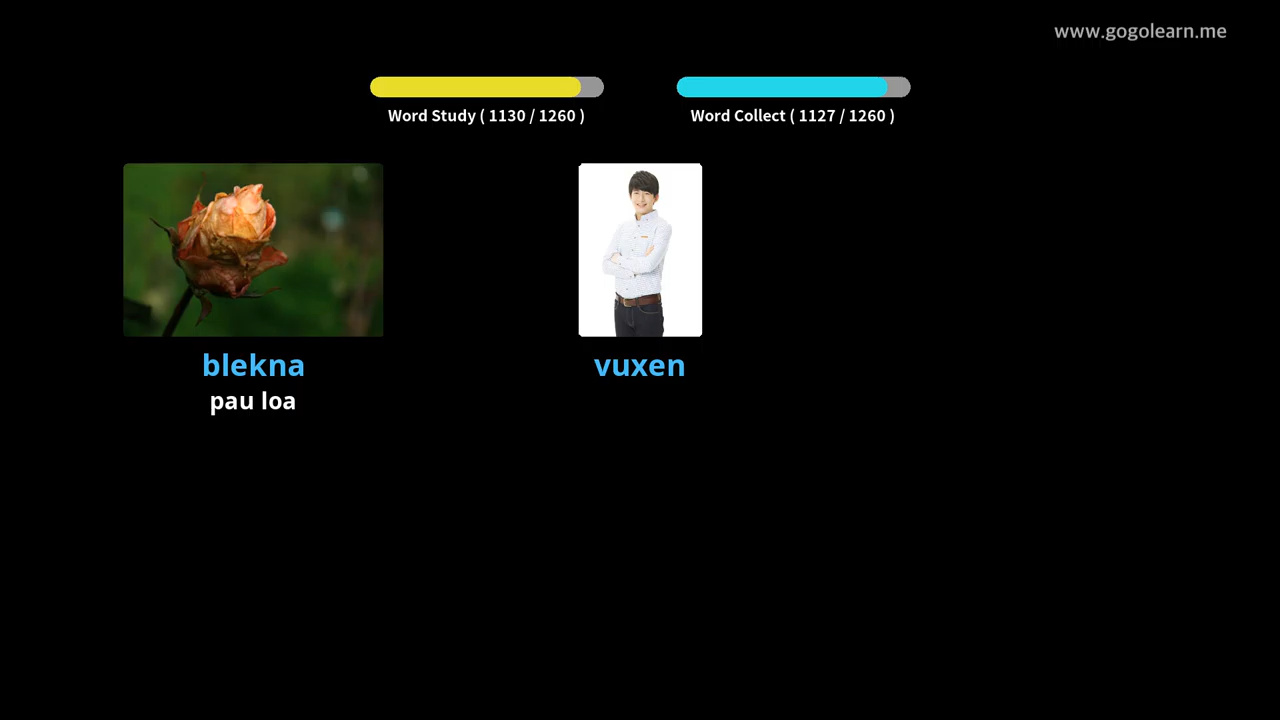 www.gogolearn.me
Word Study ( 1130 / 1260 )
Word Collect ( 1127 / 1260 )
blekna
pau loa
vuxen